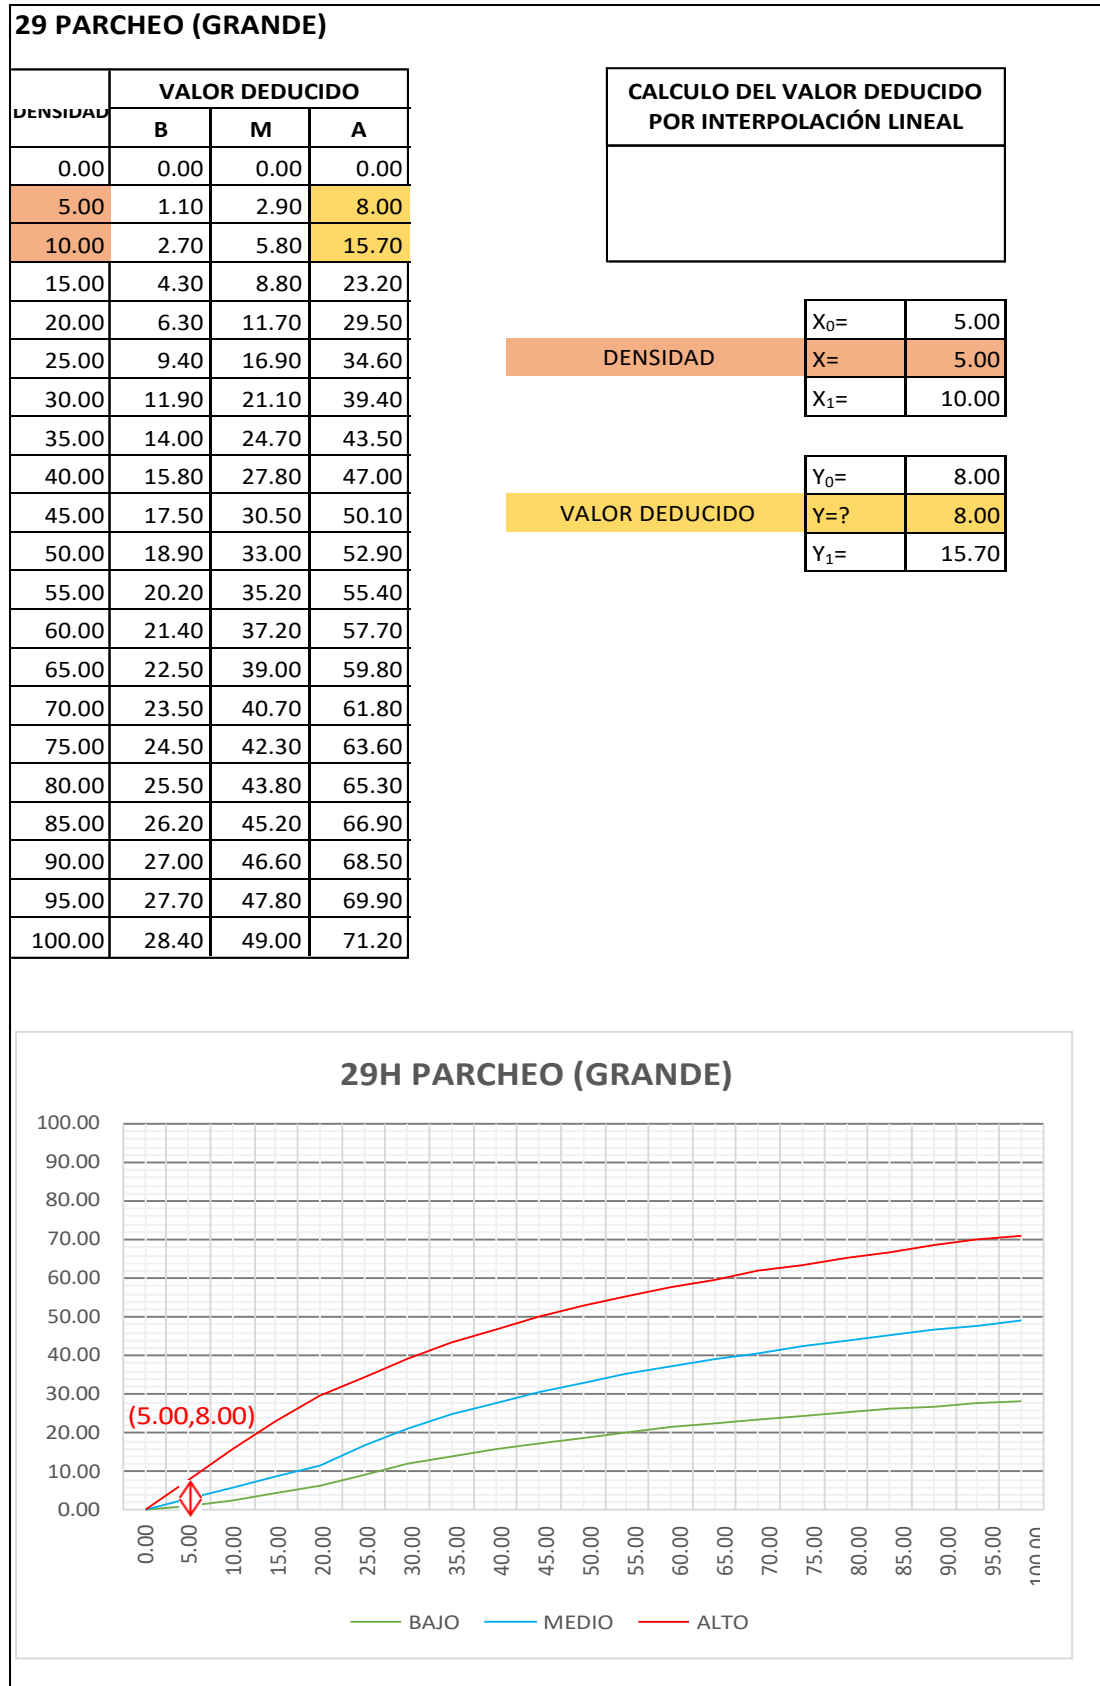 29 PARCHEO (GRANDE)
DENSIDAD VALOR DEDUCIDO
B M A
0.00 0.00 0.00 0.00
5.00 1.10 2.90 8.00
10.00 2.70 5.80 15.70
15.00 4.30 8.80 23.20
20.00 6.30 11.70 29.50
25.00 9.40 16.90 34.60
30.00 11.90 21.10 39.40
35.00 14.00 24.70 43.50
40.00 15.80 27.80 47.00
45.00 17.50 30.50 50.10
50.00 18.90 33.00 52.90
55.00 20.20 35.20 55.40
60.00 21.40 37.20 57.70
65.00 22.50 39.00 59.80
70.00 23.50 40.70 61.80
75.00 24.50 42.30 63.60
80.00 25.50 43.80 65.30
85.00 26.20 45.20 66.90
90.00 27.00 46.60 68.50
95.00 27.70 47.80 69.90
100.00 28.40 49.00 71.20
CALCULO DEL VALOR DEDUCIDO
POR INTERPOLACIÓN LINEAL
X₀= 5.00
DENSIDAD X= 5.00
X₁= 10.00
Y₀= 8.00
VALOR DEDUCIDO Y=? 8.00
Y₁= 15.70
29H PARCHEO (GRANDE)
100.00
90.00
80.00
70.00
60.00
50.00
40.00
30.00
20.00
10.00
0.00
(5.00,8.00)
0.00 5.00 10.00 15.00 20.00 25.00 30.00 35.00 40.00 45.00 50.00 55.00 60.00 65.00 70.00 75.00 80.00 85.00 90.00 95.00 100.00
BAJO MEDIO ALTO